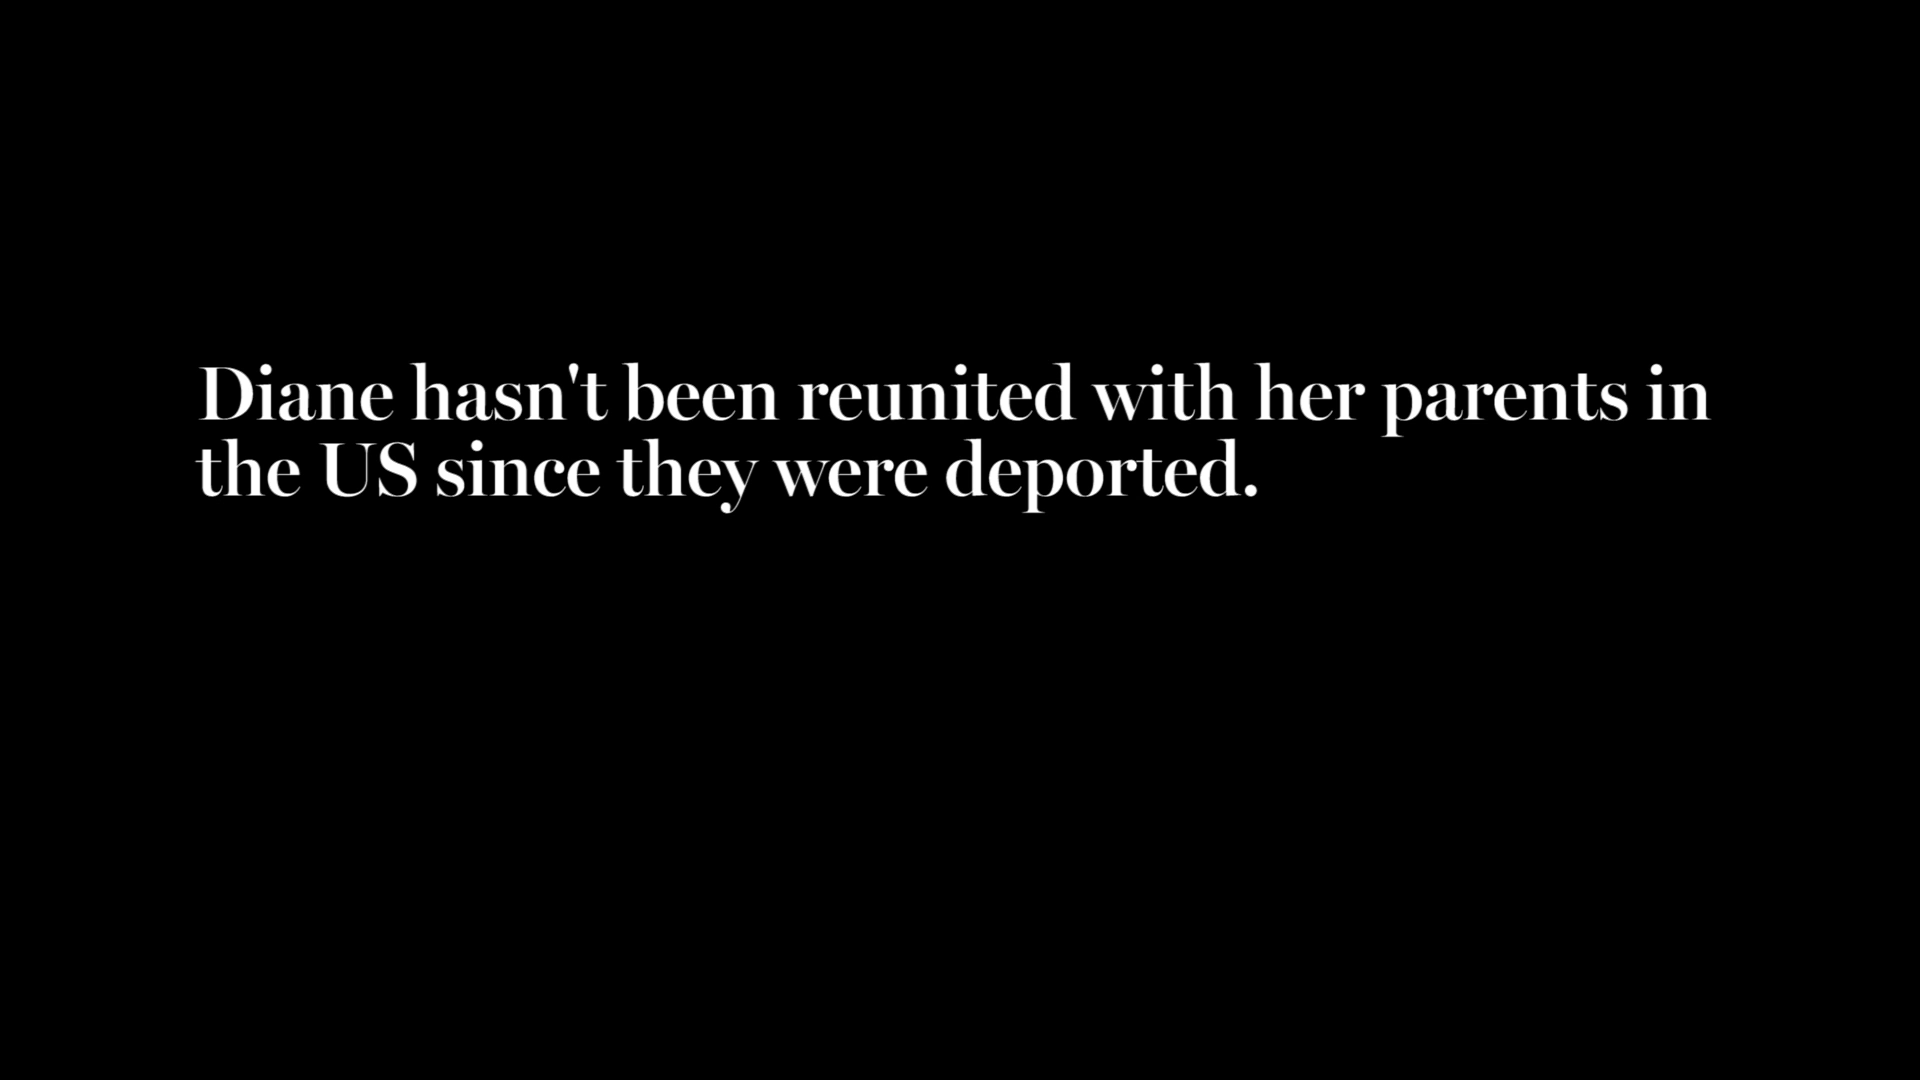 Diane hasn't been reunited with her parents in
the US since they were deported.